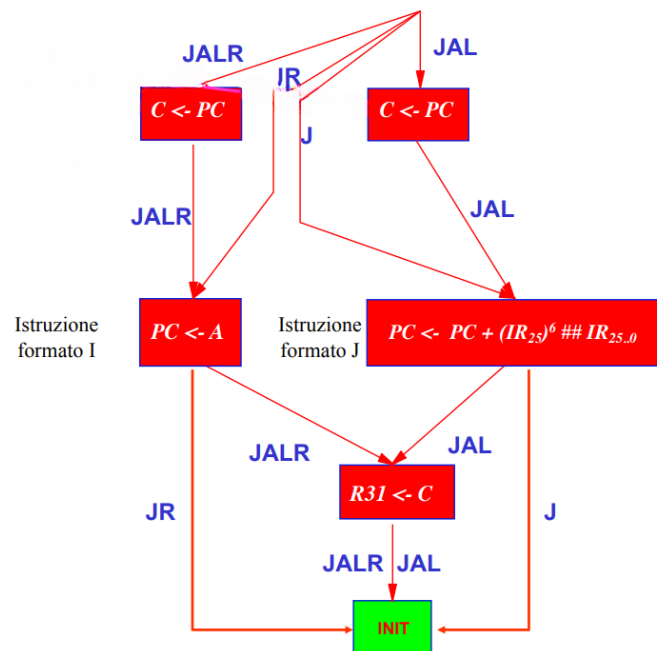 JALR
JR
JAL
C <- PC
C <- PC
J
JALR
JAL
Istruzione
formato I
PC <- A
Istruzione
formato J
PC <- PC + (IR₂₅)⁶ ## IR₂₅..₀
JALR
JAL
R31 <- C
JR
J
JALR
JAL
INIT